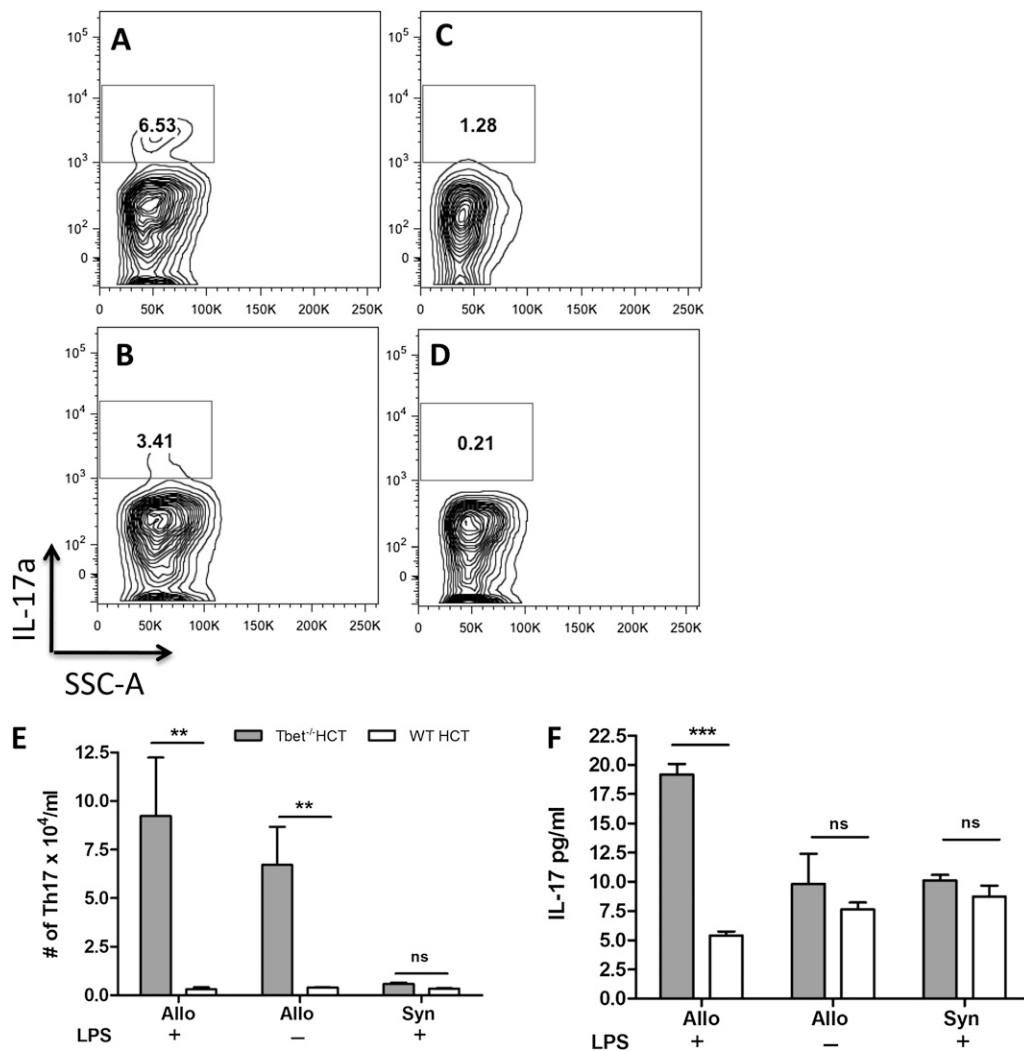 A
10⁵
10⁴
10³
10²
0
6.53
0 50K 100K 150K 200K 250K
C
10⁵
10⁴
10³
10²
0
1.28
0 50K 100K 150K 200K 250K
B
10⁵
10⁴
10³
10²
0
3.41
0 50K 100K 150K 200K 250K
D
10⁵
10⁴
10³
10²
0
0.21
0 50K 100K 150K 200K 250K
IL-17a
SSC-A
E
Tbet⁻/⁻HCT WT HCT
# of Th17 x 10⁴/ml
12.5
10.0
7.5
5.0
2.5
0.0
**
**
ns
Allo Allo Syn
LPS + – +
F
IL-17 pg/ml
22.5
20.0
17.5
15.0
12.5
10.0
7.5
5.0
2.5
0.0
***
ns
ns
Allo Allo Syn
LPS + – +